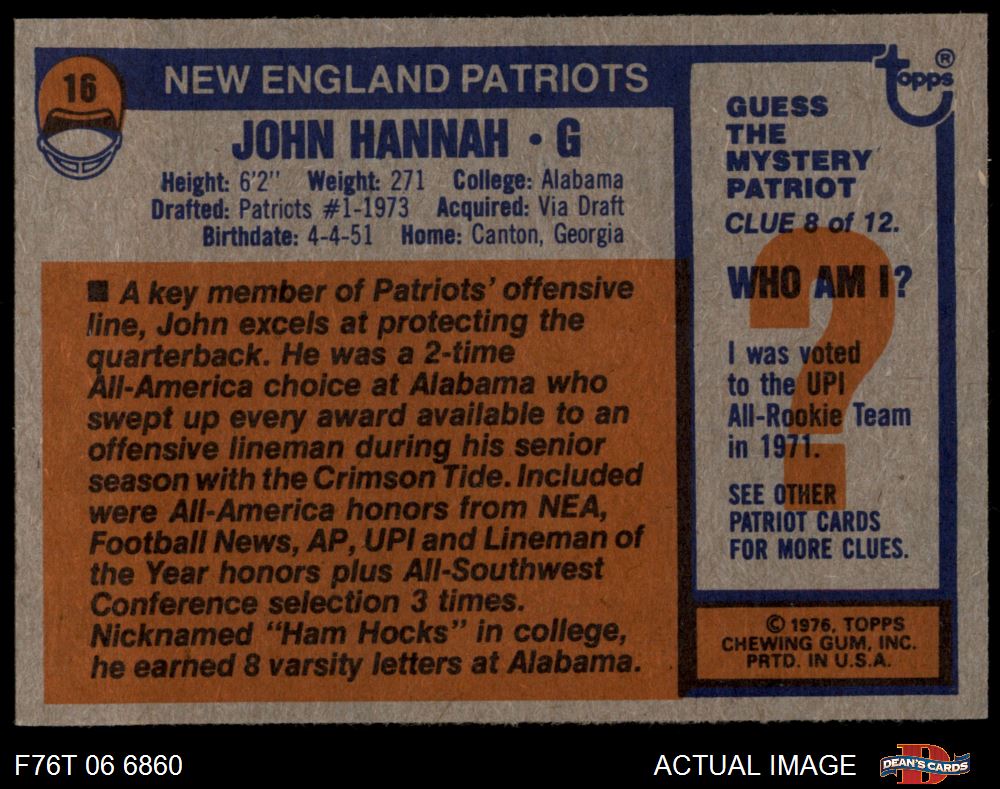 16
NEW ENGLAND PATRIOTS
JOHN HANNAH • G
Height: 6'2" Weight: 271 College: Alabama
Drafted: Patriots #1-1973 Acquired: Via Draft
Birthdate: 4-4-51 Home: Canton, Georgia
■ A key member of Patriots' offensive
line, John excels at protecting the
quarterback. He was a 2-time
All-America choice at Alabama who
swept up every award available to an
offensive lineman during his senior
season with the Crimson Tide. Included
were All-America honors from NEA,
Football News, AP, UPI and Lineman of
the Year honors plus All-Southwest
Conference selection 3 times.
Nicknamed "Ham Hocks" in college,
he earned 8 varsity letters at Alabama.
topps®
GUESS
THE
MYSTERY
PATRIOT
CLUE 8 of 12.
?
WHO AM I?
I was voted
to the UPI
All-Rookie Team
in 1971.
SEE OTHER
PATRIOT CARDS
FOR MORE CLUES.
© 1976, TOPPS
CHEWING GUM, INC.
PRTD. IN U.S.A.
F76T 06 6860
ACTUAL IMAGE
D
DEAN'S CARDS